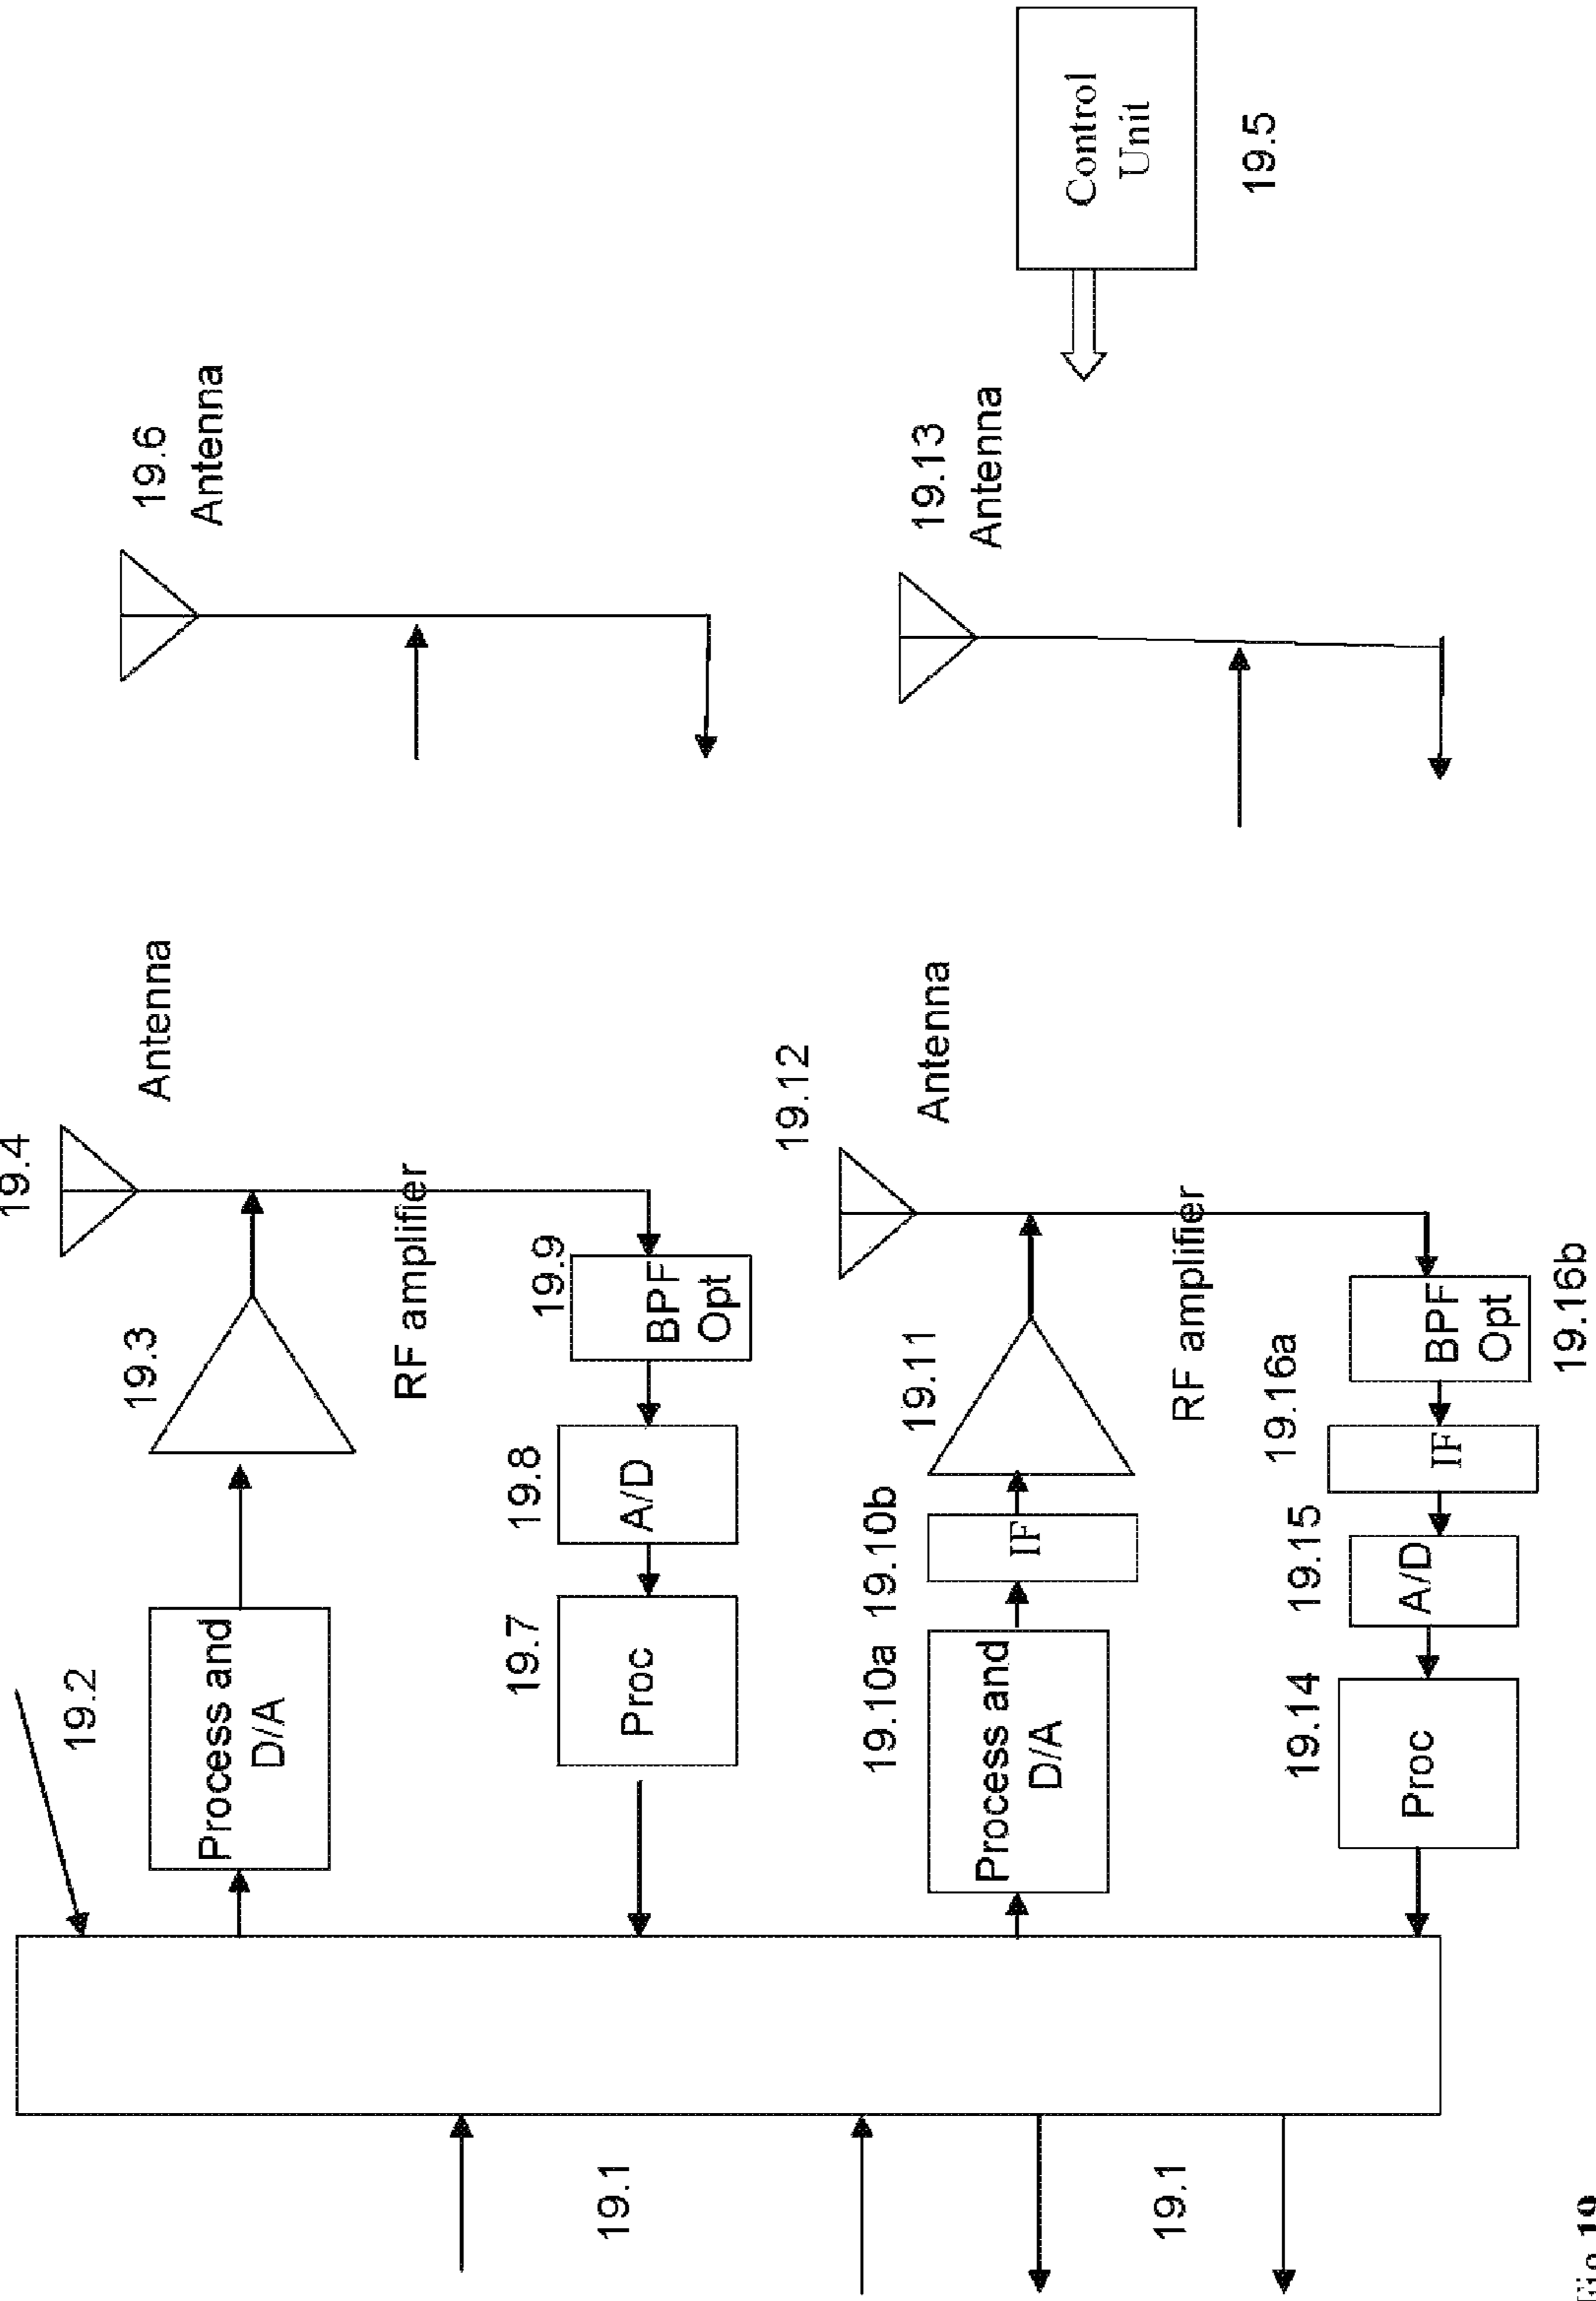 19.4
Antenna
19.6
Antenna
19.2
19.3
Process and
D/A
RF amplifier
19.7
19.8
19.9
Proc
A/D
BPF
Opt
19.12
Antenna
19.13
Antenna
19.10a
19.10b
19.11
Process and
D/A
IF
RF amplifier
Control
Unit
19.5
19.14
19.15
19.16a
Proc
A/D
IF
BPF
Opt
19.16b
19.1
19.1
Fig 19